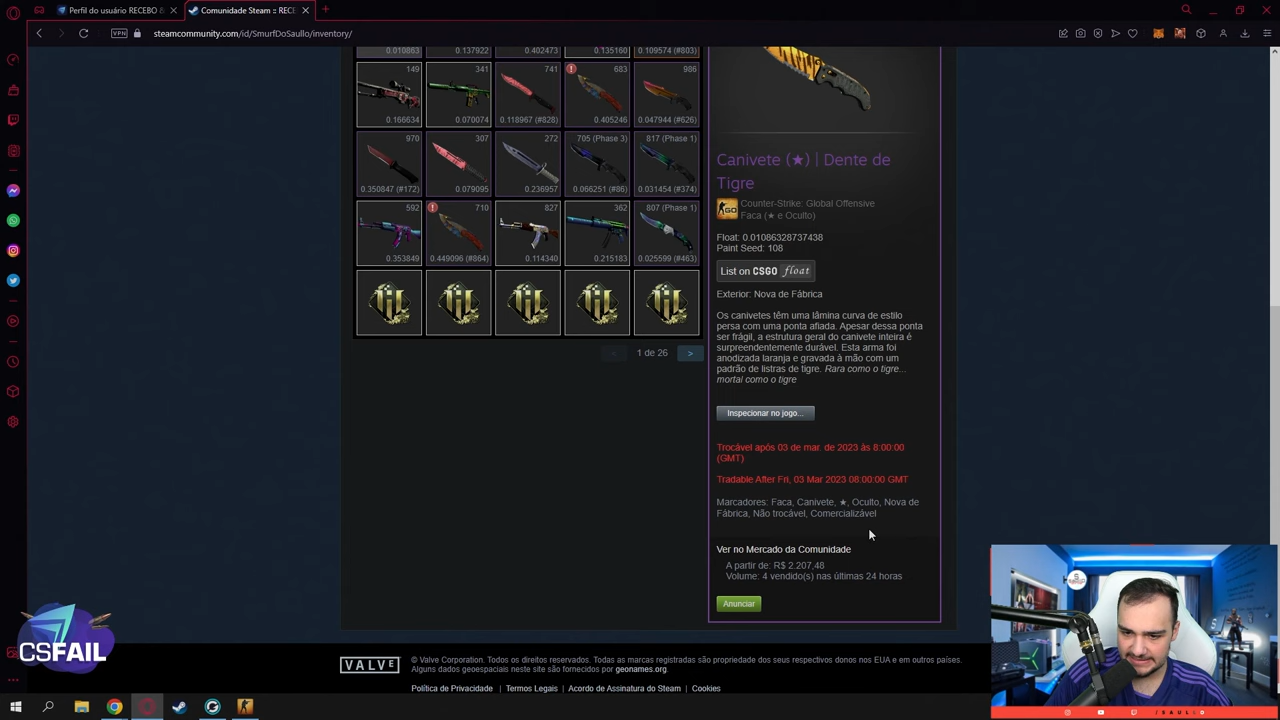 Perfil do usuário RECEBO &
Comunidade Steam :: RECE
VPN
steamcommunity.com/id/SmurfDoSaullo/inventory/
0.010863
0.137922
0.402473
0.135160
0.109574 (#803)
149
341
741
683
986
0.166634
0.070074
0.118967 (#828)
0.405246
0.047944 (#626)
970
307
272
705 (Phase 3)
817 (Phase 1)
0.350847 (#172)
0.079095
0.236957
0.066251 (#86)
0.031454 (#374)
592
710
827
362
807 (Phase 1)
0.353849
0.449096 (#864)
0.114340
0.215183
0.025599 (#463)
<
1 de 26
>
Canivete (★) | Dente de
Tigre
Counter-Strike: Global Offensive
Faca (★ e Oculto)
Float: 0.01086328737438
Paint Seed: 108
List on CSGO float
Exterior: Nova de Fábrica
Os canivetes têm uma lâmina curva de estilo
persa com uma ponta afiada. Apesar dessa ponta
ser frágil, a estrutura geral do canivete inteira é
surpreendentemente durável. Esta arma foi
anodizada laranja e gravada à mão com um
padrão de listras de tigre. Rara como o tigre...
mortal como o tigre
Inspecionar no jogo...
Trocável após 03 de mar. de 2023 às 8:00:00
(GMT)
Tradable After Fri, 03 Mar 2023 08:00:00 GMT
Marcadores: Faca, Canivete, ★, Oculto, Nova de
Fábrica, Não trocável, Comercializável
Ver no Mercado da Comunidade
A partir de: R$ 2.207,48
Volume: 4 vendido(s) nas últimas 24 horas
Anunciar
CSFAIL
VALVE
© Valve Corporation. Todos os direitos reservados. Todas as marcas registradas são propriedade dos seus respectivos donos nos EUA e em outros países.
Alguns dados geoespaciais neste site são fornecidos por geonames.org.
Política de Privacidade | Termos Legais | Acordo de Assinatura do Steam | Cookies